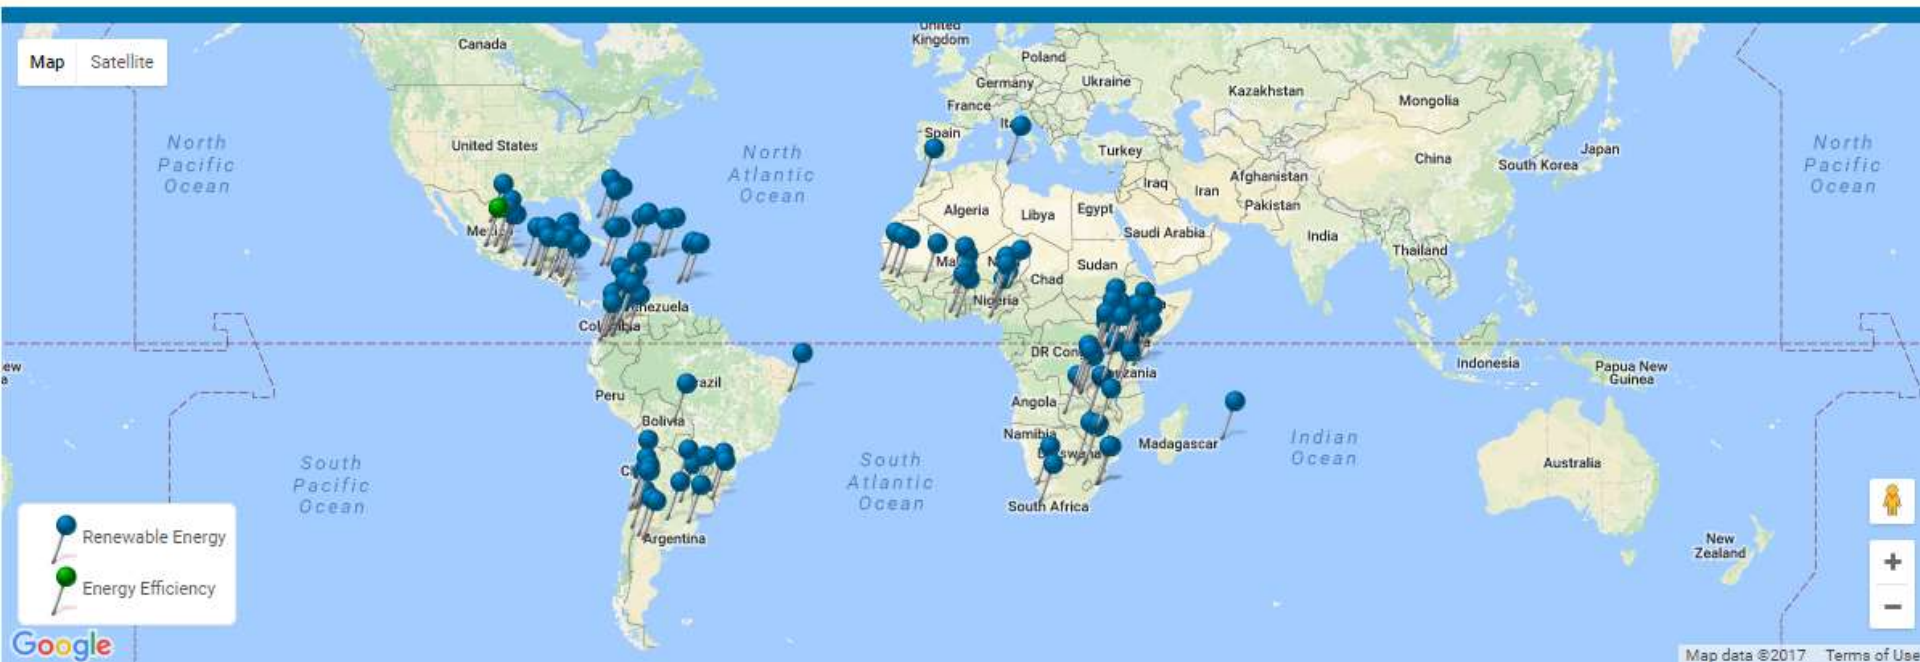 Map Satellite
Canada
United States
Me
North
Pacific
Ocean
North
Atlantic
Ocean
United
Kingdom
Poland
Germany
Ukraine
France
Spain
Turkey
Kazakhstan
Mongolia
China
South Korea
Japan
Iraq
Iran
Afghanistan
Pakistan
India
Thailand
North
Pacific
Ocean
Algeria
Libya
Egypt
Saudi Arabia
Ma
Chad
Sudan
Nigeria
DR Con
Angola
Namibia
Madagascar
South Africa
Peru
Bolivia
Argentina
South
Pacific
Ocean
South
Atlantic
Ocean
Indian
Ocean
Indonesia
Papua New
Guinea
Australia
New
Zealand
Renewable Energy
Energy Efficiency
Google
+
−
Map data ©2017 Terms of Use